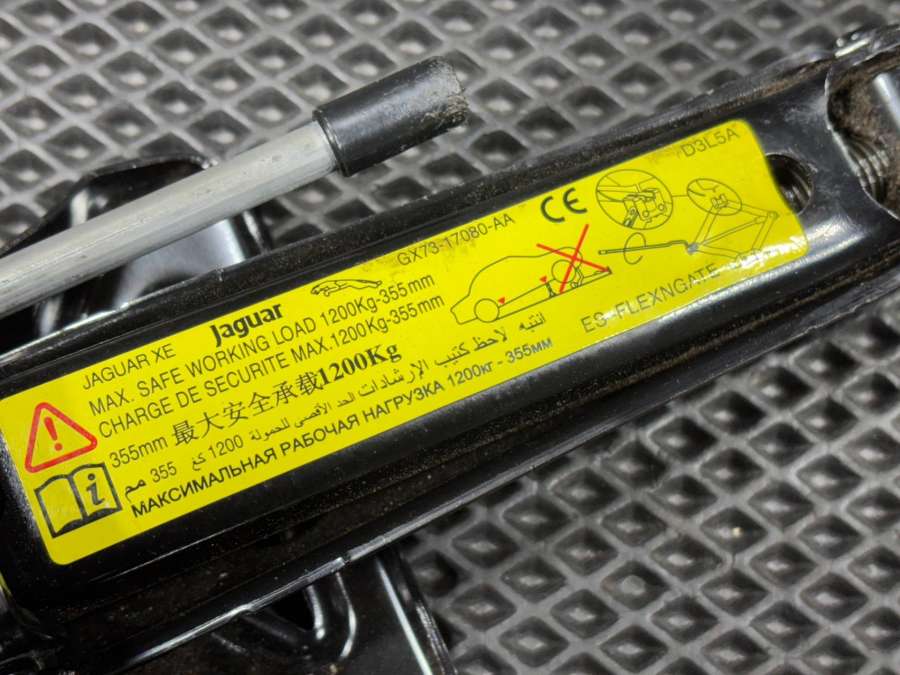 D3L5A
CE
GX73-17080-AA
Jaguar
JAGUAR XE
MAX. SAFE WORKING LOAD 1200Kg-355mm
CHARGE DE SECURITE MAX.1200Kg-355mm
355mm 最大安全承载1200Kg
انتبه لاحظ كتيب الإرشادات الحد الأقصى للحمولة 1200 كغ 355 مم
МАКСИМАЛЬНАЯ РАБОЧАЯ НАГРУЗКА 1200кг - 355мм
ES-FLEXNGATE
i